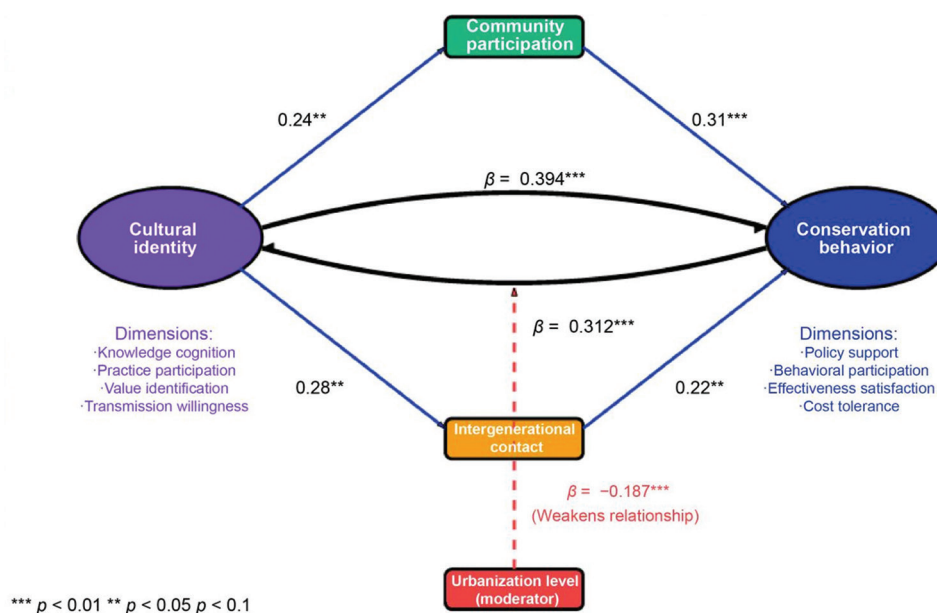 Community
participation
0.24**
0.31***
β = 0.394***
Cultural
identity
Conservation
behavior
β = 0.312***
Dimensions:
·Knowledge cognition
·Practice participation
·Value identification
·Transmission willingness
Dimensions:
·Policy support
·Behavioral participation
·Effectiveness satisfaction
·Cost tolerance
0.28**
0.22**
Intergenerational
contact
β = −0.187***
(Weakens relationship)
Urbanization level
(moderator)
*** p < 0.01 ** p < 0.05 p < 0.1